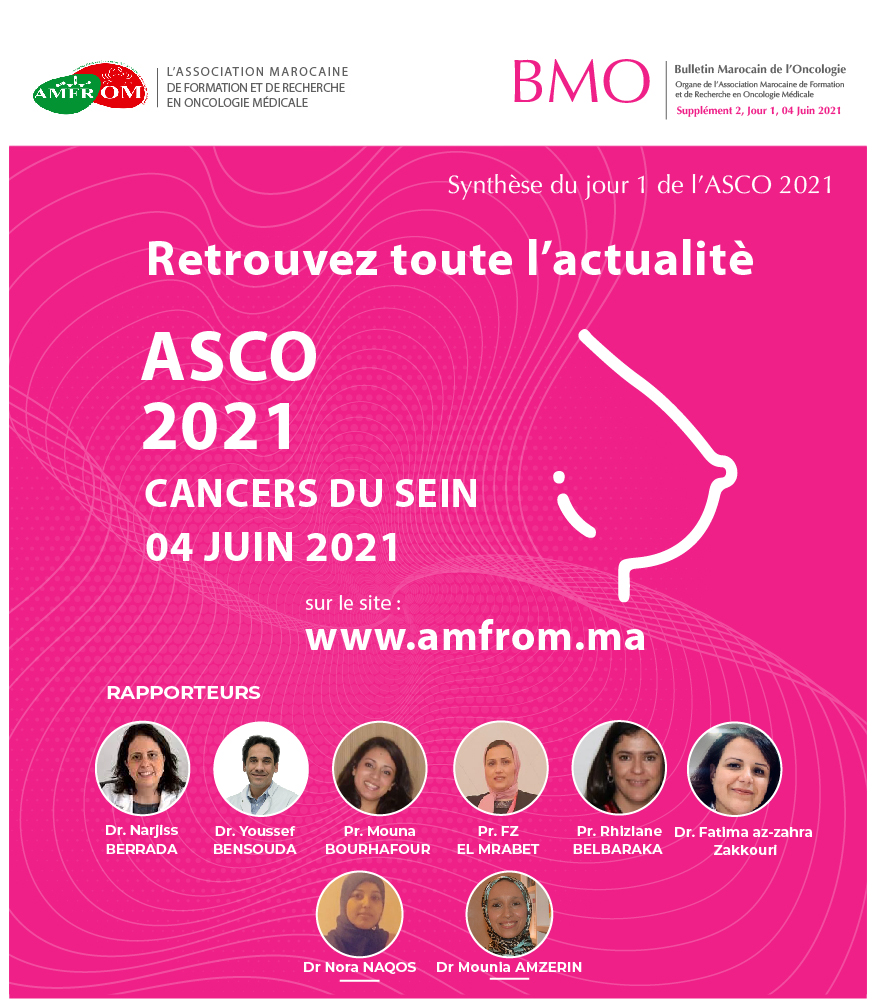 AMFROM
L'ASSOCIATION MAROCAINE
DE FORMATION ET DE RECHERCHE
EN ONCOLOGIE MÉDICALE
BMO
Bulletin Marocain de l'Oncologie
Organe de l'Association Marocaine de Formation
et de Recherche en Oncologie Médicale
Supplément 2, Jour 1, 04 Juin 2021
Synthèse du jour 1 de l'ASCO 2021
Retrouvez toute l'actualitè
ASCO
2021
CANCERS DU SEIN
04 JUIN 2021
sur le site :
www.amfrom.ma
RAPPORTEURS
Dr. Narjiss
BERRADA
Dr. Youssef
BENSOUDA
Pr. Mouna
BOURHAFOUR
Pr. FZ
EL MRABET
Pr. Rhizlane
BELBARAKA
Dr. Fatima az-zahra
Zakkouri
Dr Nora NAQOS
Dr Mounia AMZERIN